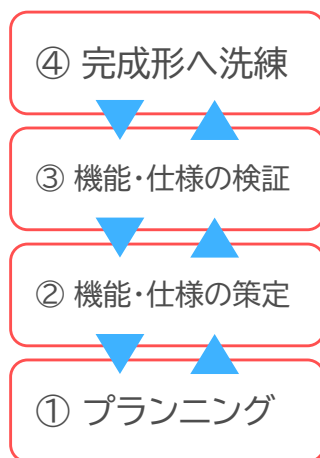 ④ 完成形へ洗練
③ 機能・仕様の検証
② 機能・仕様の策定
① プランニング